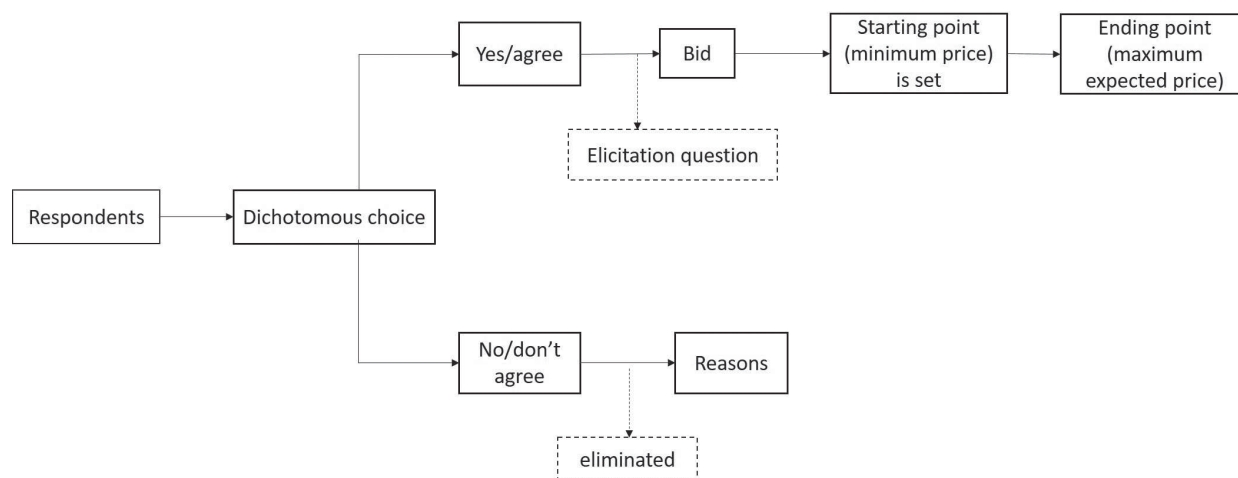 Yes/agree
Bid
Starting point
(minimum price)
is set
Ending point
(maximum
expected price)
Elicitation question
Respondents
Dichotomous choice
No/don’t
agree
Reasons
eliminated